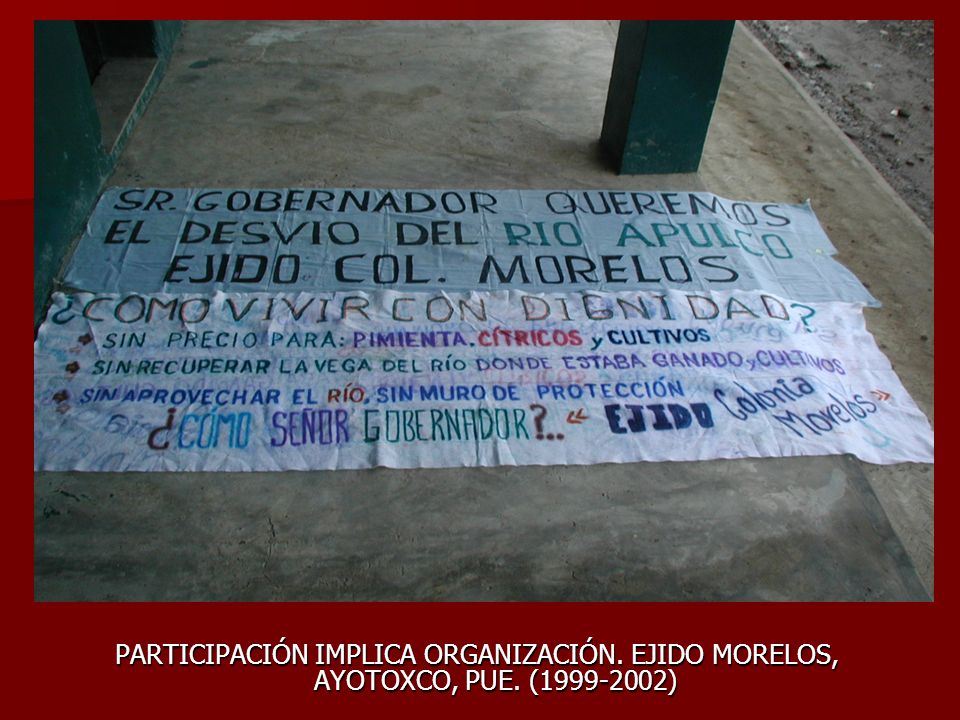 SR. GOBERNADOR QUEREMOS
EL DESVIO DEL RIO APULCO
EJIDO COL. MORELOS.
¿COMO VIVIR CON DIGNIDAD?
SIN PRECIO PARA: PIMIENTA. CÍTRICOS y CULTIVOS
SIN RECUPERAR LA VEGA DEL RÍO DONDE ESTABA GANADO y CULTIVOS
SIN APROVECHAR EL RÍO, SIN MURO DE PROTECCIÓN
¿CÓMO SEÑOR GOBERNADOR?... “ EJIDO Colonia Morelos ”
PARTICIPACIÓN IMPLICA ORGANIZACIÓN. EJIDO MORELOS,
AYOTOXCO, PUE. (1999-2002)